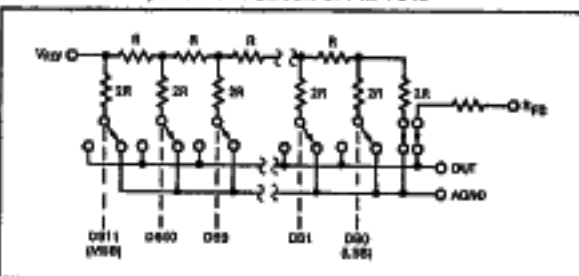 R R R R
VREF
2R 2R 2R 2R 2R 2R
RFB
OUT
AGND
DB11 DB10 DB9 DB1 DB0
(MSB) (LSB)